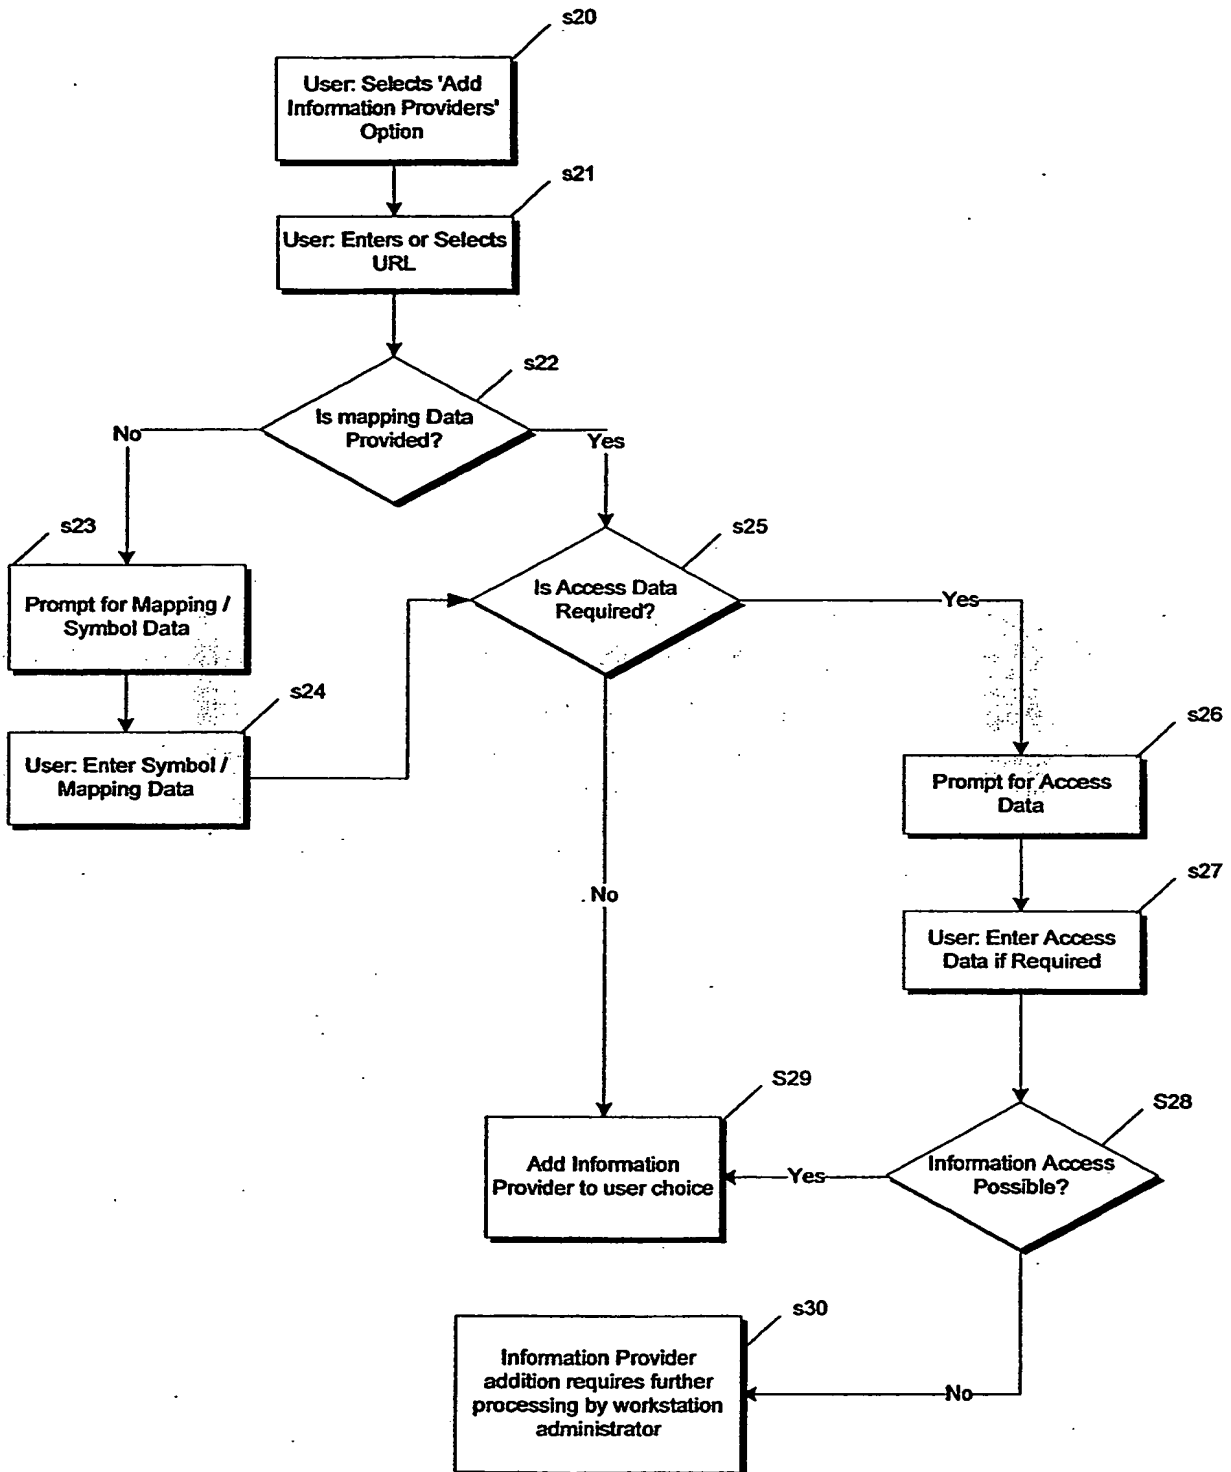 s20
User: Selects 'Add
Information Providers'
Option
s21
User: Enters or Selects
URL
s22
Is mapping Data
Provided?
No
Yes
s23
Prompt for Mapping /
Symbol Data
s25
Is Access Data
Required?
Yes
s24
User: Enter Symbol /
Mapping Data
s26
Prompt for Access
Data
No
s27
User: Enter Access
Data if Required
S29
Add Information
Provider to user choice
Yes
S28
Information Access
Possible?
s30
Information Provider
addition requires further
processing by workstation
administrator
No